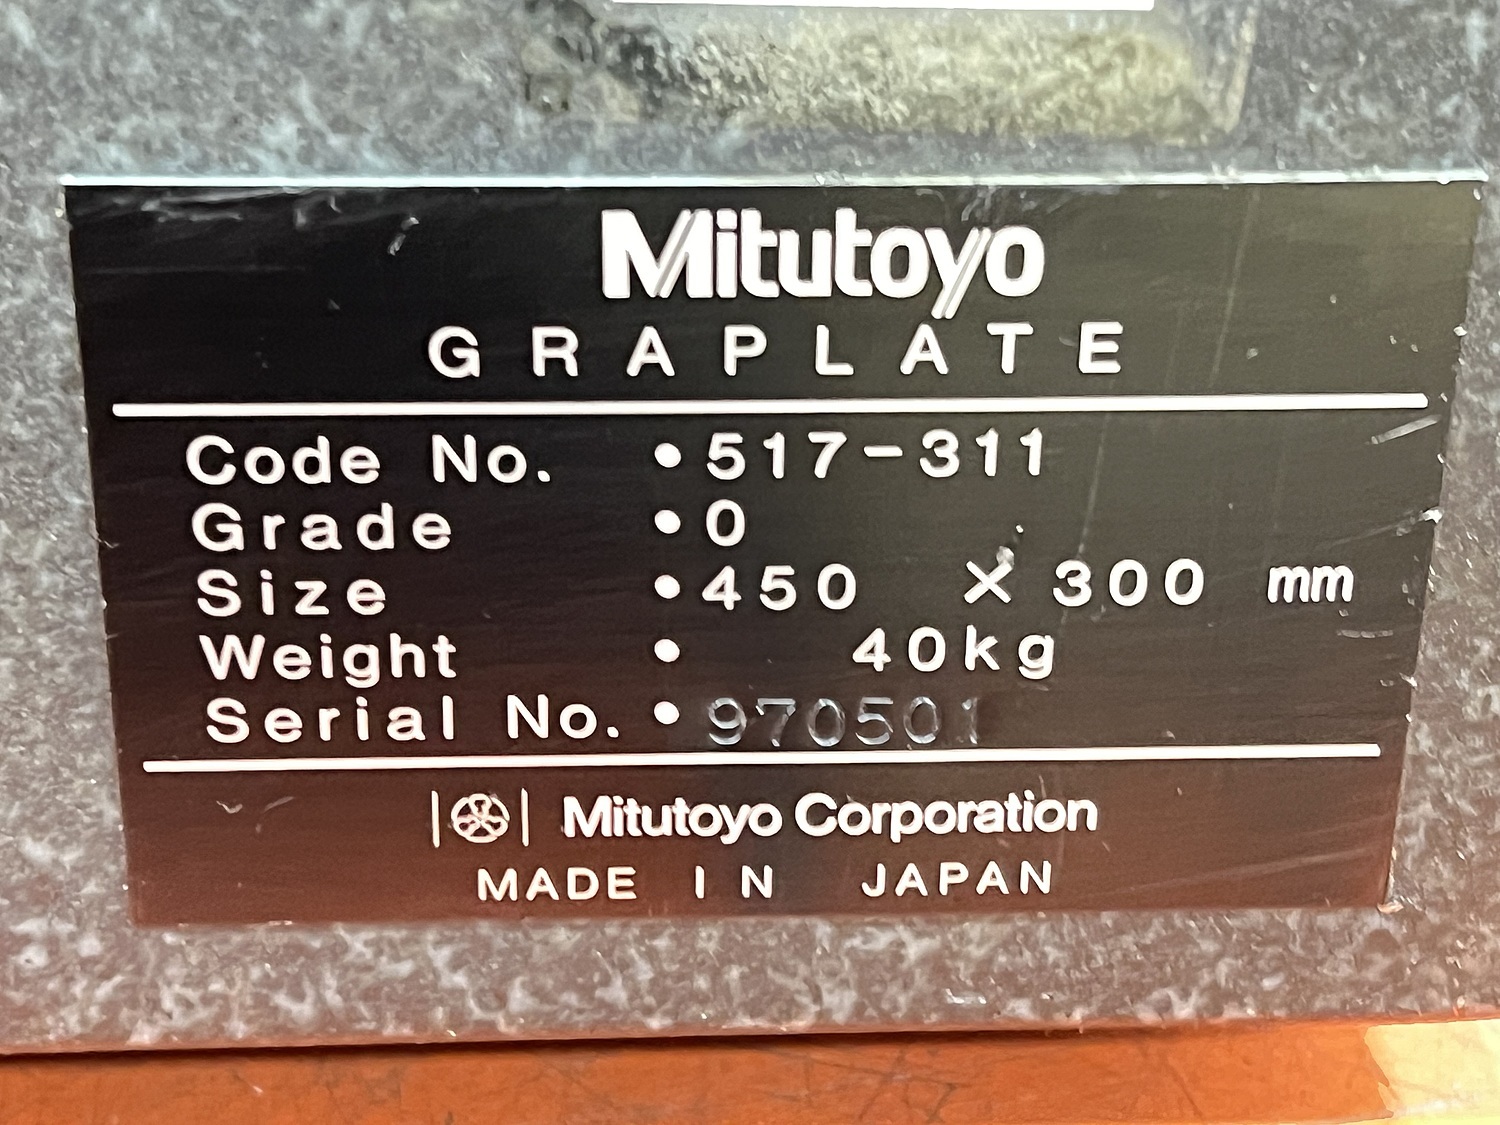 Mitutoyo
GRAPLATE
Code No. • 517-311
Grade • 0
Size • 450 × 300 mm
Weight • 40kg
Serial No. • 970501
Mitutoyo Corporation
MADE IN JAPAN